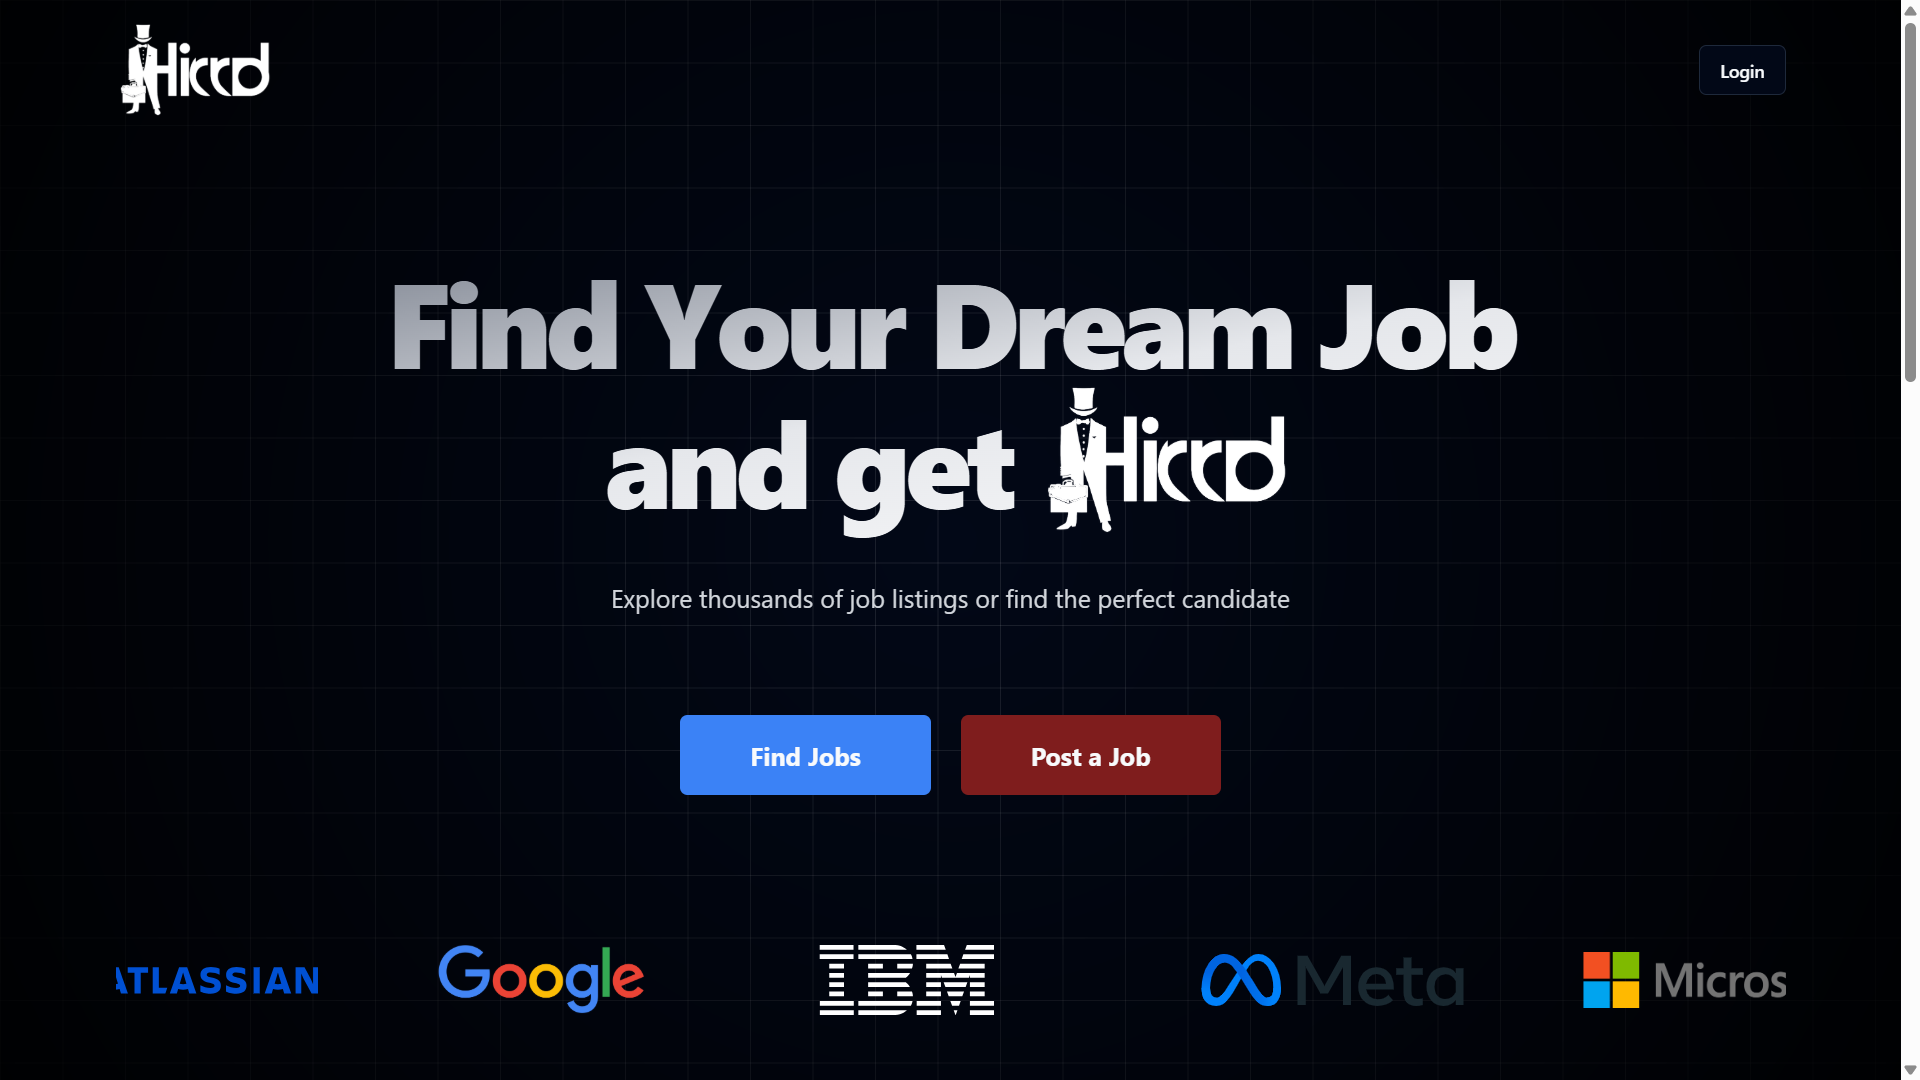 Hirrd
Login
Find Your Dream Job
and get Hirrd
Explore thousands of job listings or find the perfect candidate
Find Jobs
Post a Job
ATLASSIAN
Google
IBM
Meta
Micros